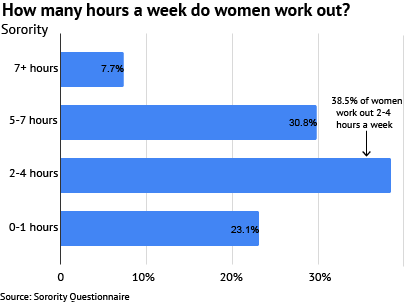 How many hours a week do women work out?
Sorority
7+ hours
7.7%
38.5% of women
work out 2-4
hours a week
5-7 hours
30.8%
2-4 hours
0-1 hours
23.1%
0
10%
20%
30%
Source: Sorority Questionnaire